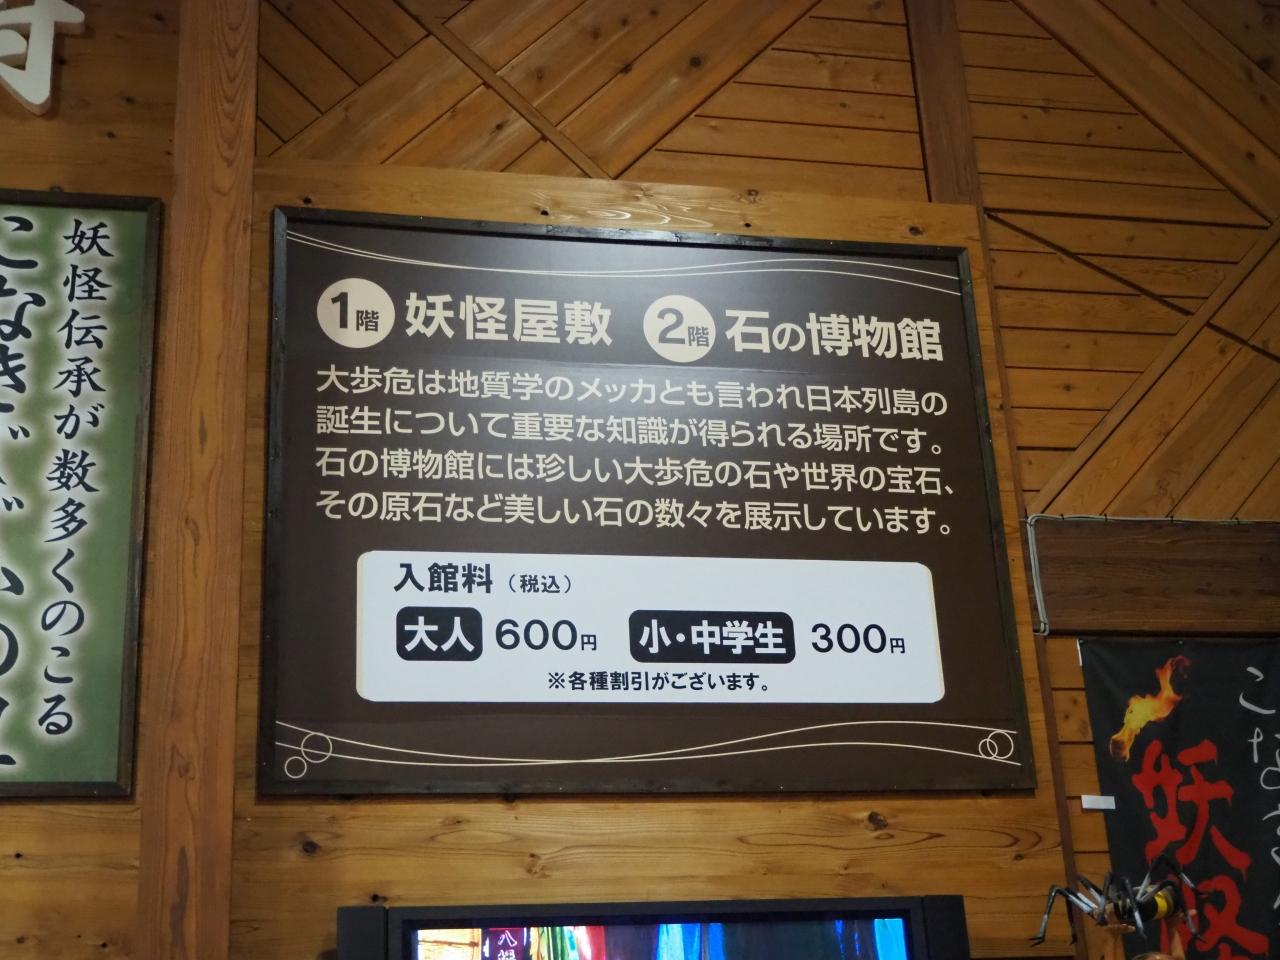 妖怪伝承が数多くのこる
1階 妖怪屋敷 2階 石の博物館
大歩危は地質学のメッカとも言われ日本列島の
誕生について重要な知識が得られる場所です。
石の博物館には珍しい大歩危の石や世界の宝石、
その原石など美しい石の数々を展示しています。
入館料（税込）
大人 600円 小・中学生 300円
※各種割引がございます。
こなき
妖怪